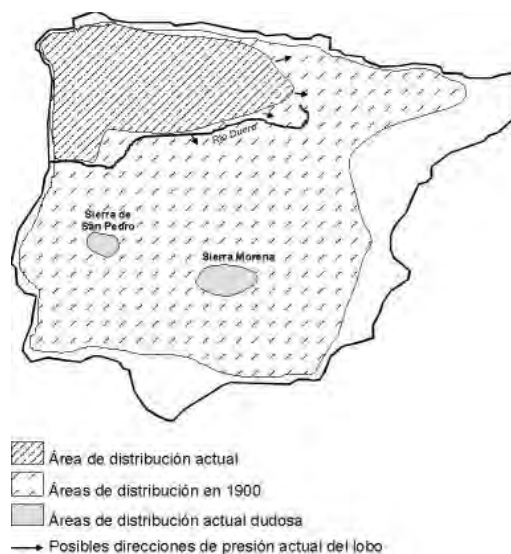 Río Duero
Sierra de
San Pedro
Sierra Morena
Área de distribución actual
Áreas de distribución en 1900
Áreas de distribución actual dudosa
Posibles direcciones de presión actual del lobo